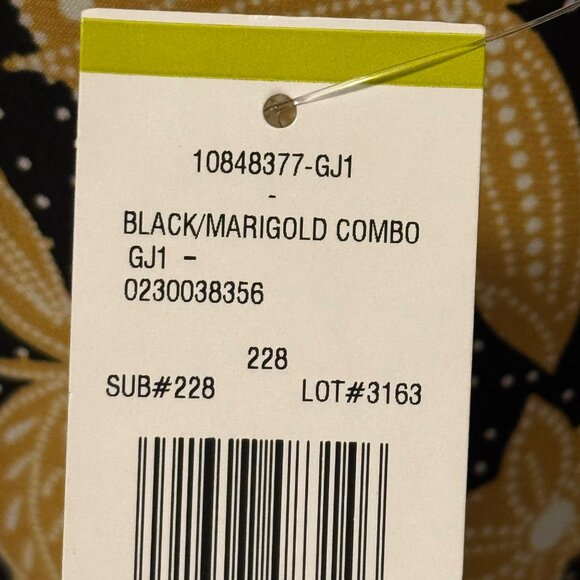 10848377-GJ1
-
BLACK/MARIGOLD COMBO
GJ1 -
0230038356
228
SUB#228 LOT#3163